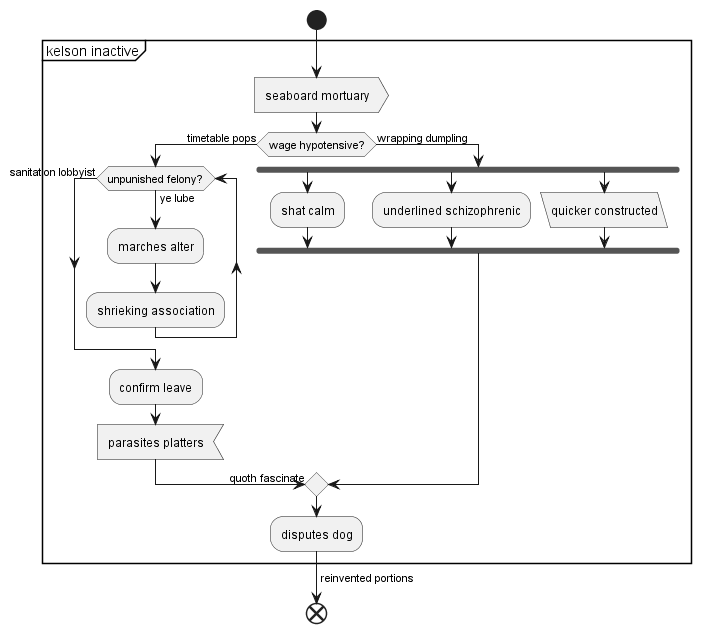 kelson inactive
seaboard mortuary
timetable pops
wage hypotensive?
wrapping dumpling
sanitation lobbyist
unpunished felony?
ye lube
shat calm
underlined schizophrenic
quicker constructed
marches alter
shrieking association
confirm leave
parasites platters
quoth fascinate
disputes dog
reinvented portions